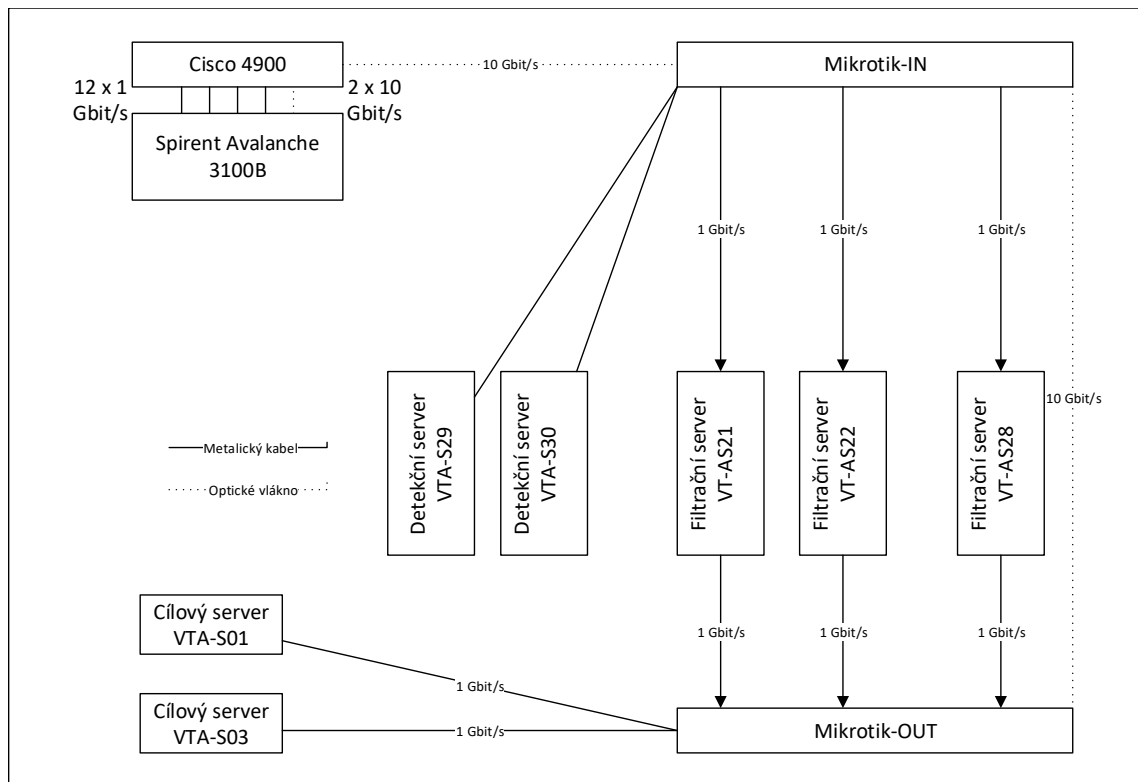 Cisco 4900
10 Gbit/s
Mikrotik-IN
12 x 1
Gbit/s
2 x 10
Gbit/s
Spirent Avalanche
3100B
1 Gbit/s
1 Gbit/s
1 Gbit/s
Detekční server
VTA-S29
Detekční server
VTA-S30
Filtrační server
VT-AS21
Filtrační server
VT-AS22
Filtrační server
VT-AS28
10 Gbit/s
Metalický kabel
Optické vlákno
Cílový server
VTA-S01
1 Gbit/s
1 Gbit/s
1 Gbit/s
1 Gbit/s
Cílový server
VTA-S03
1 Gbit/s
Mikrotik-OUT